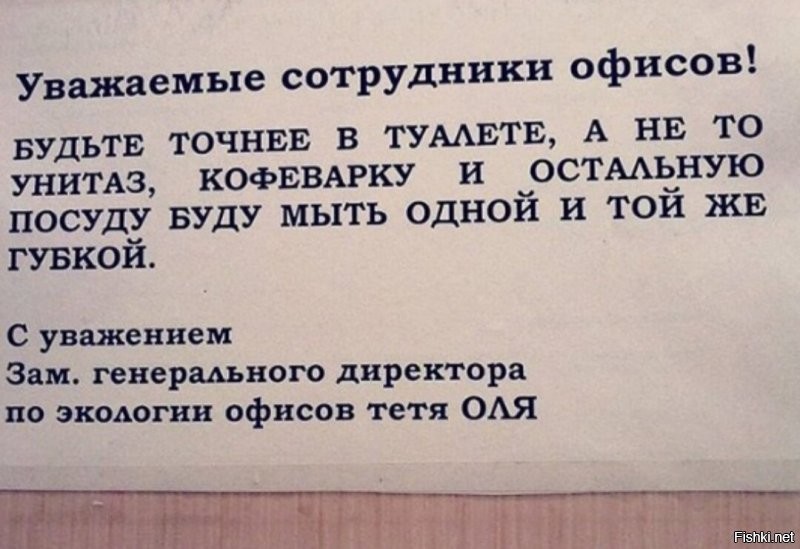 Уважаемые сотрудники офисов!
БУДЬТЕ ТОЧНЕЕ В ТУАЛЕТЕ, А НЕ ТО
УНИТАЗ, КОФЕВАРКУ И ОСТАЛЬНУЮ
ПОСУДУ БУДУ МЫТЬ ОДНОЙ И ТОЙ ЖЕ
ГУБКОЙ.
С уважением
Зам. генерального директора
по экологии офисов тетя ОЛЯ
Fishki.net